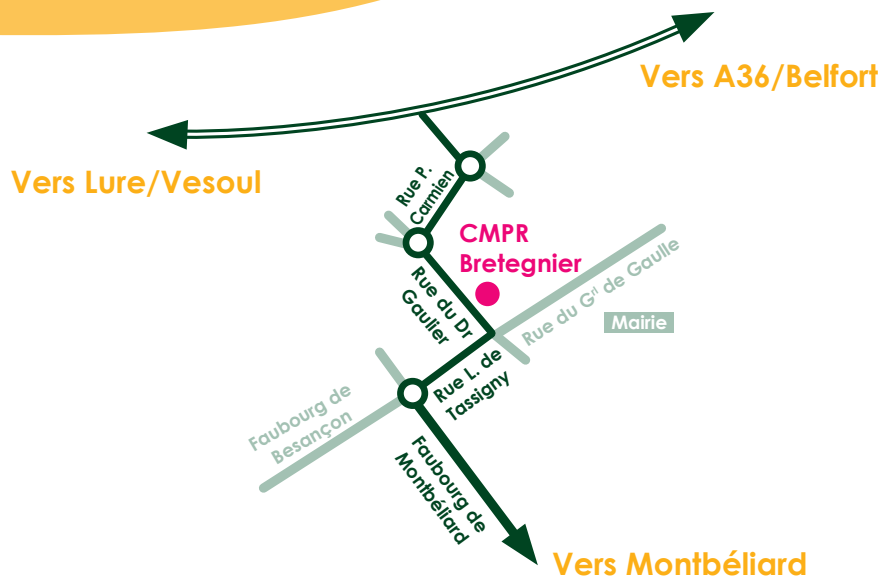 Vers A36/Belfort
Vers Lure/Vesoul
Rue P.
Carmien
CMPR
Bretegnier
Rue du Dr
Gaulier
Rue du Grl de Gaulle
Mairie
Rue L. de
Tassigny
Faubourg de
Besançon
Faubourg de
Montbéliard
Vers Montbéliard